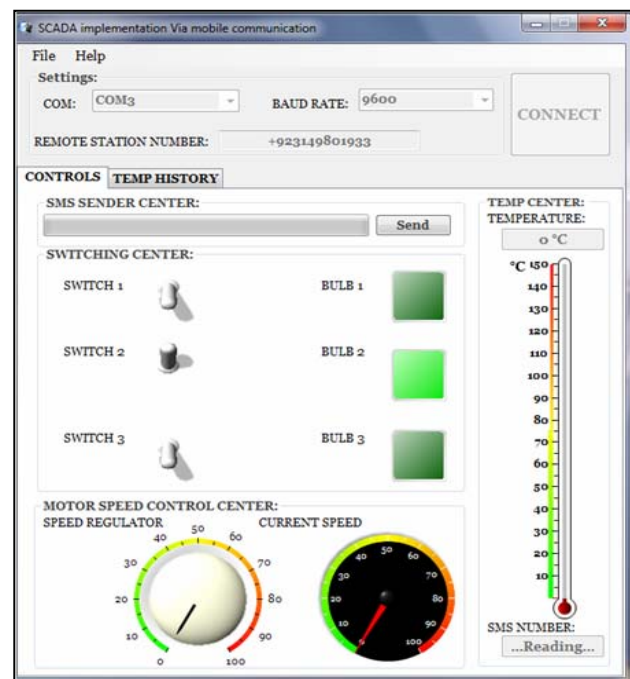 SCADA implementation Via mobile communication
File Help
Settings:
COM: COM3 BAUD RATE: 9600
CONNECT
REMOTE STATION NUMBER: +923149801933
CONTROLS TEMP HISTORY
SMS SENDER CENTER:
Send
SWITCHING CENTER:
SWITCH 1 BULB 1
SWITCH 2 BULB 2
SWITCH 3 BULB 3
MOTOR SPEED CONTROL CENTER:
SPEED REGULATOR CURRENT SPEED
0 10 20 30 40 50 60 70 80 90 100
0 10 20 30 40 50 60 70 80 90 100
TEMP CENTER:
TEMPERATURE:
0 °C
°C 150
140
130
120
110
100
90
80
70
60
50
40
30
20
10
SMS NUMBER:
...Reading...